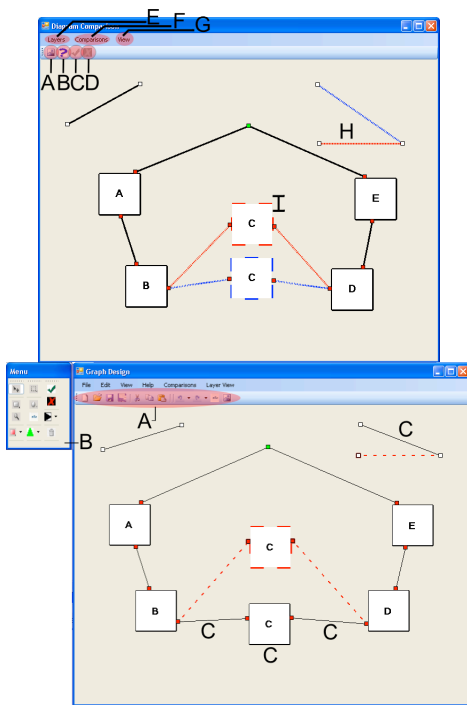 E
F
G
Diagram Comparison
Layers Comparisons View
A B C D
H
A
E
I
C
C
B
D
Menu
Graph Design
File Edit View Help Comparisons Layer View
A
B
C
A
E
C
B
C
D
C
C
C